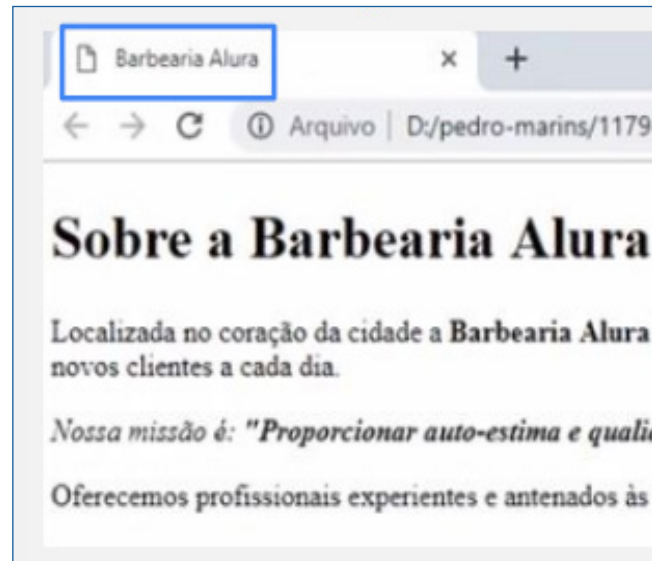 Barbearia Alura
Arquivo D:/pedro-marins/1179
Sobre a Barbearia Alura
Localizada no coração da cidade a Barbearia Alura
novos clientes a cada dia.
Nossa missão é: "Proporcionar auto-estima e
Oferecemos profissionais experientes e antenados às